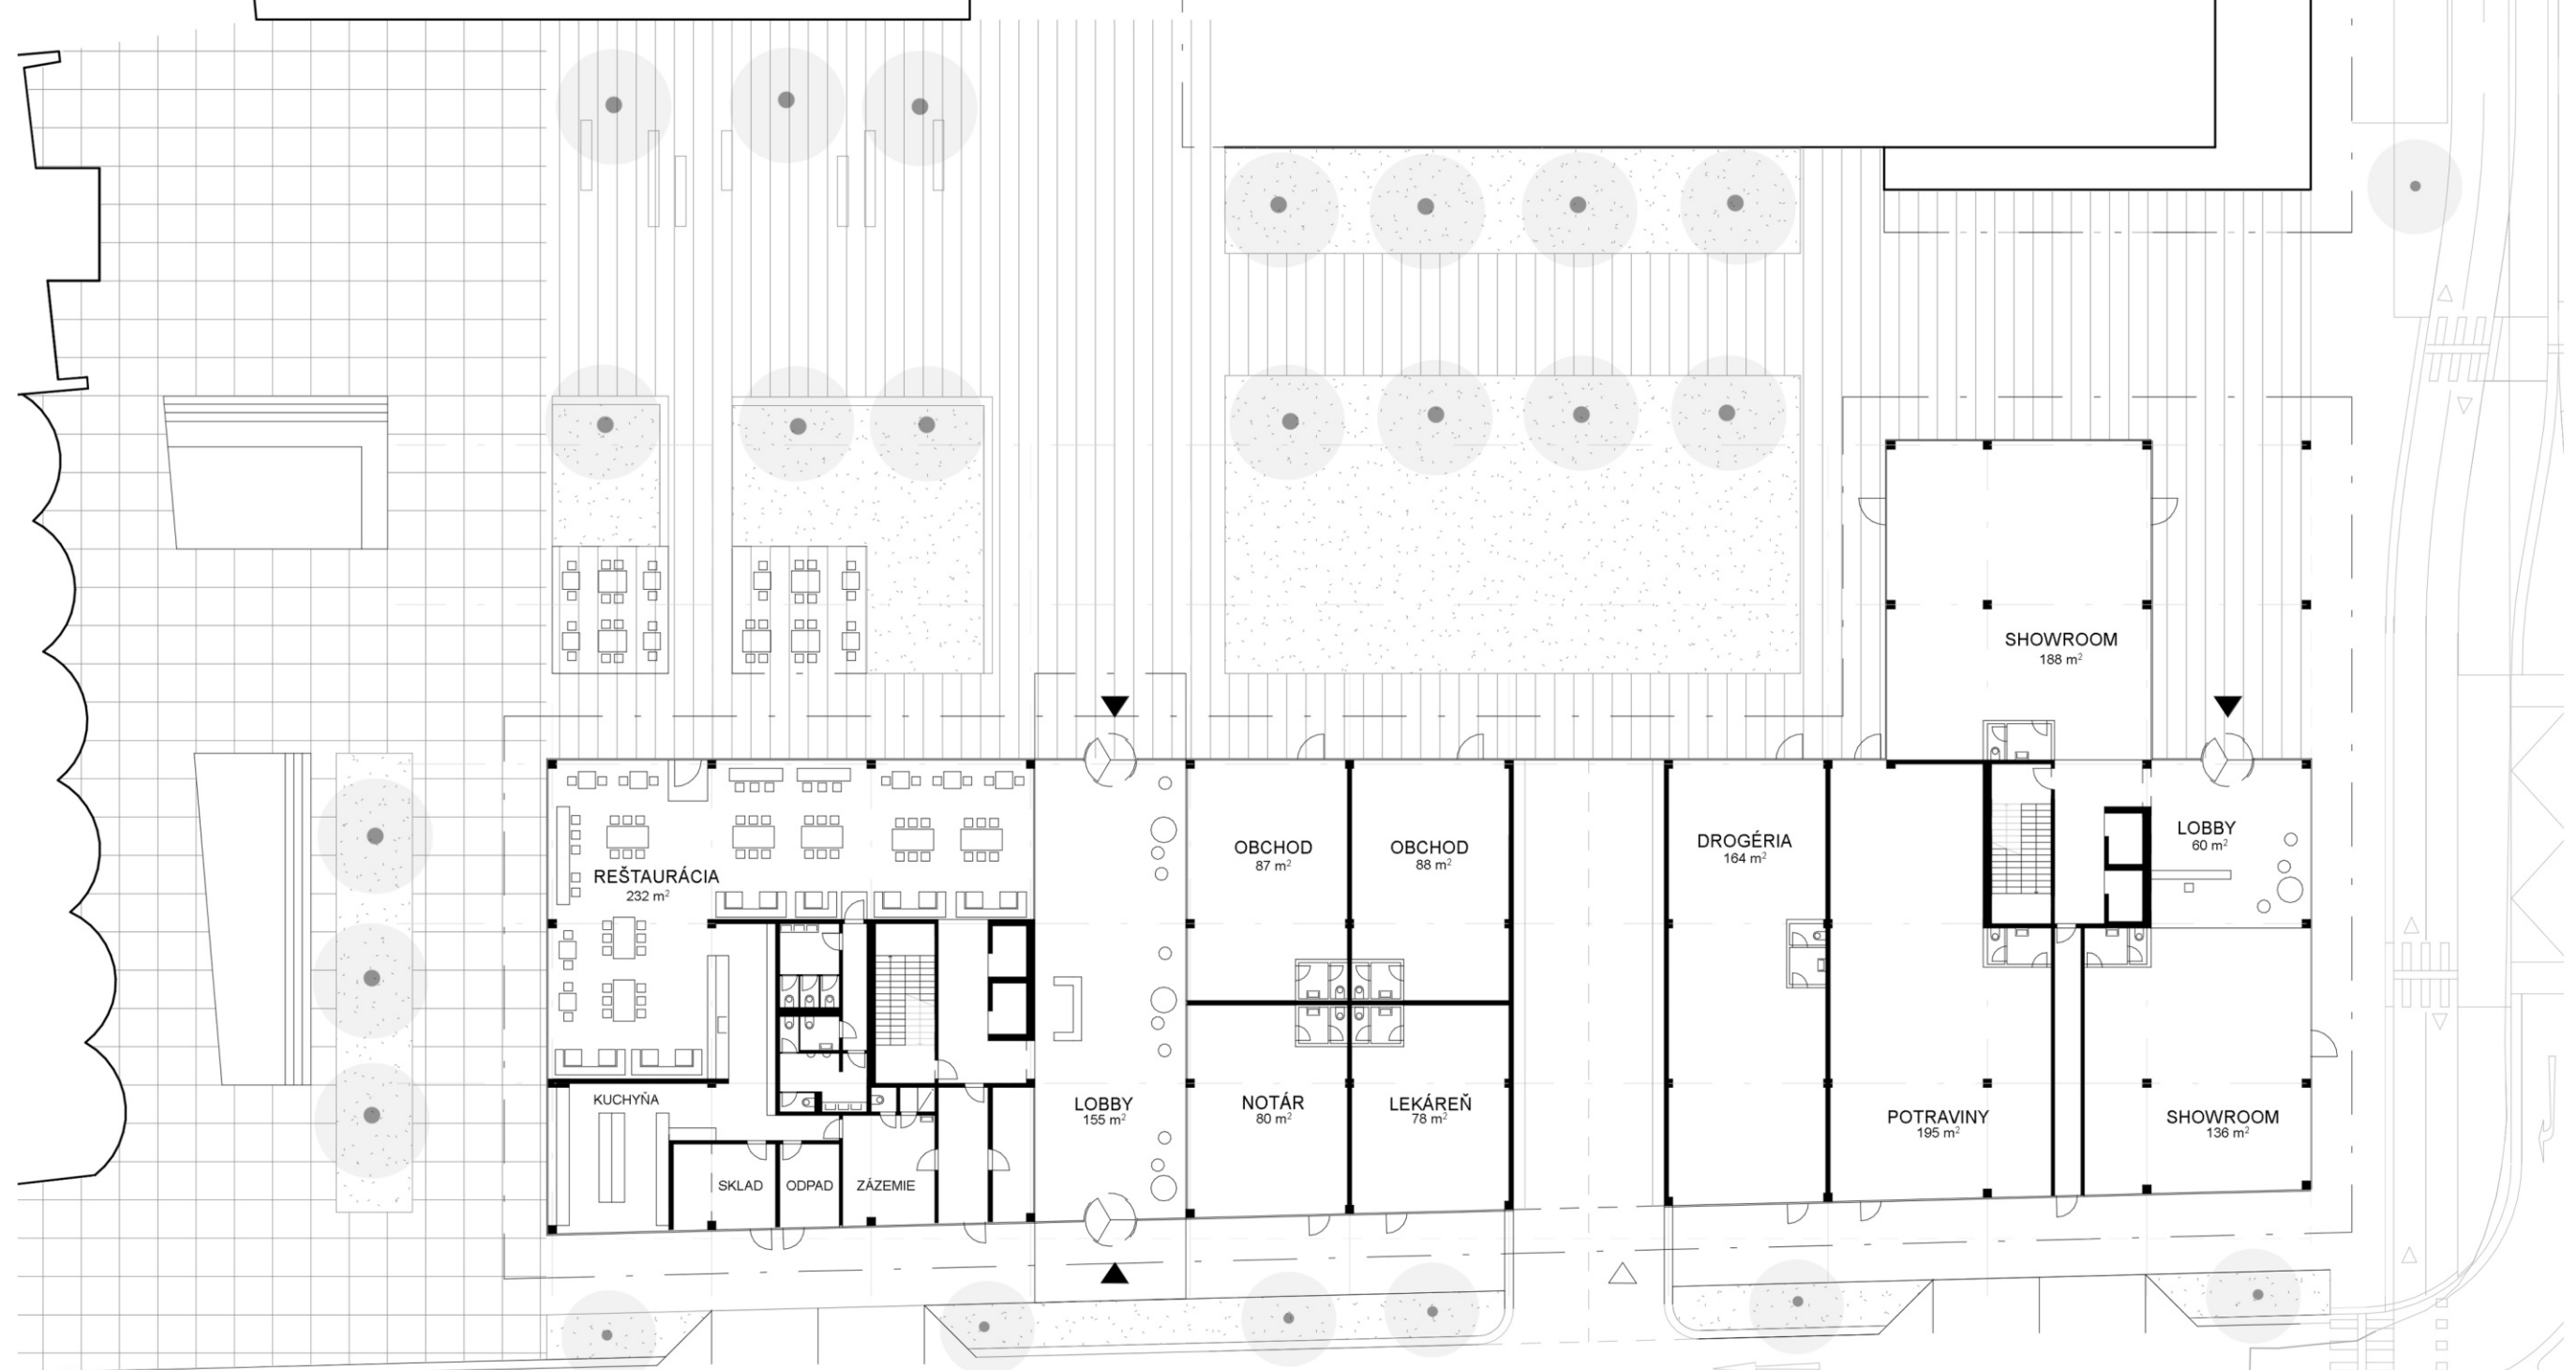 SHOWROOM
188 m²
REŠTAURÁCIA
232 m²
OBCHOD
87 m²
OBCHOD
88 m²
DROGÉRIA
164 m²
LOBBY
60 m²
KUCHYŇA
SKLAD
ODPAD
ZÁZEMIE
LOBBY
155 m²
NOTÁR
80 m²
LEKÁREŇ
78 m²
POTRAVINY
195 m²
SHOWROOM
136 m²